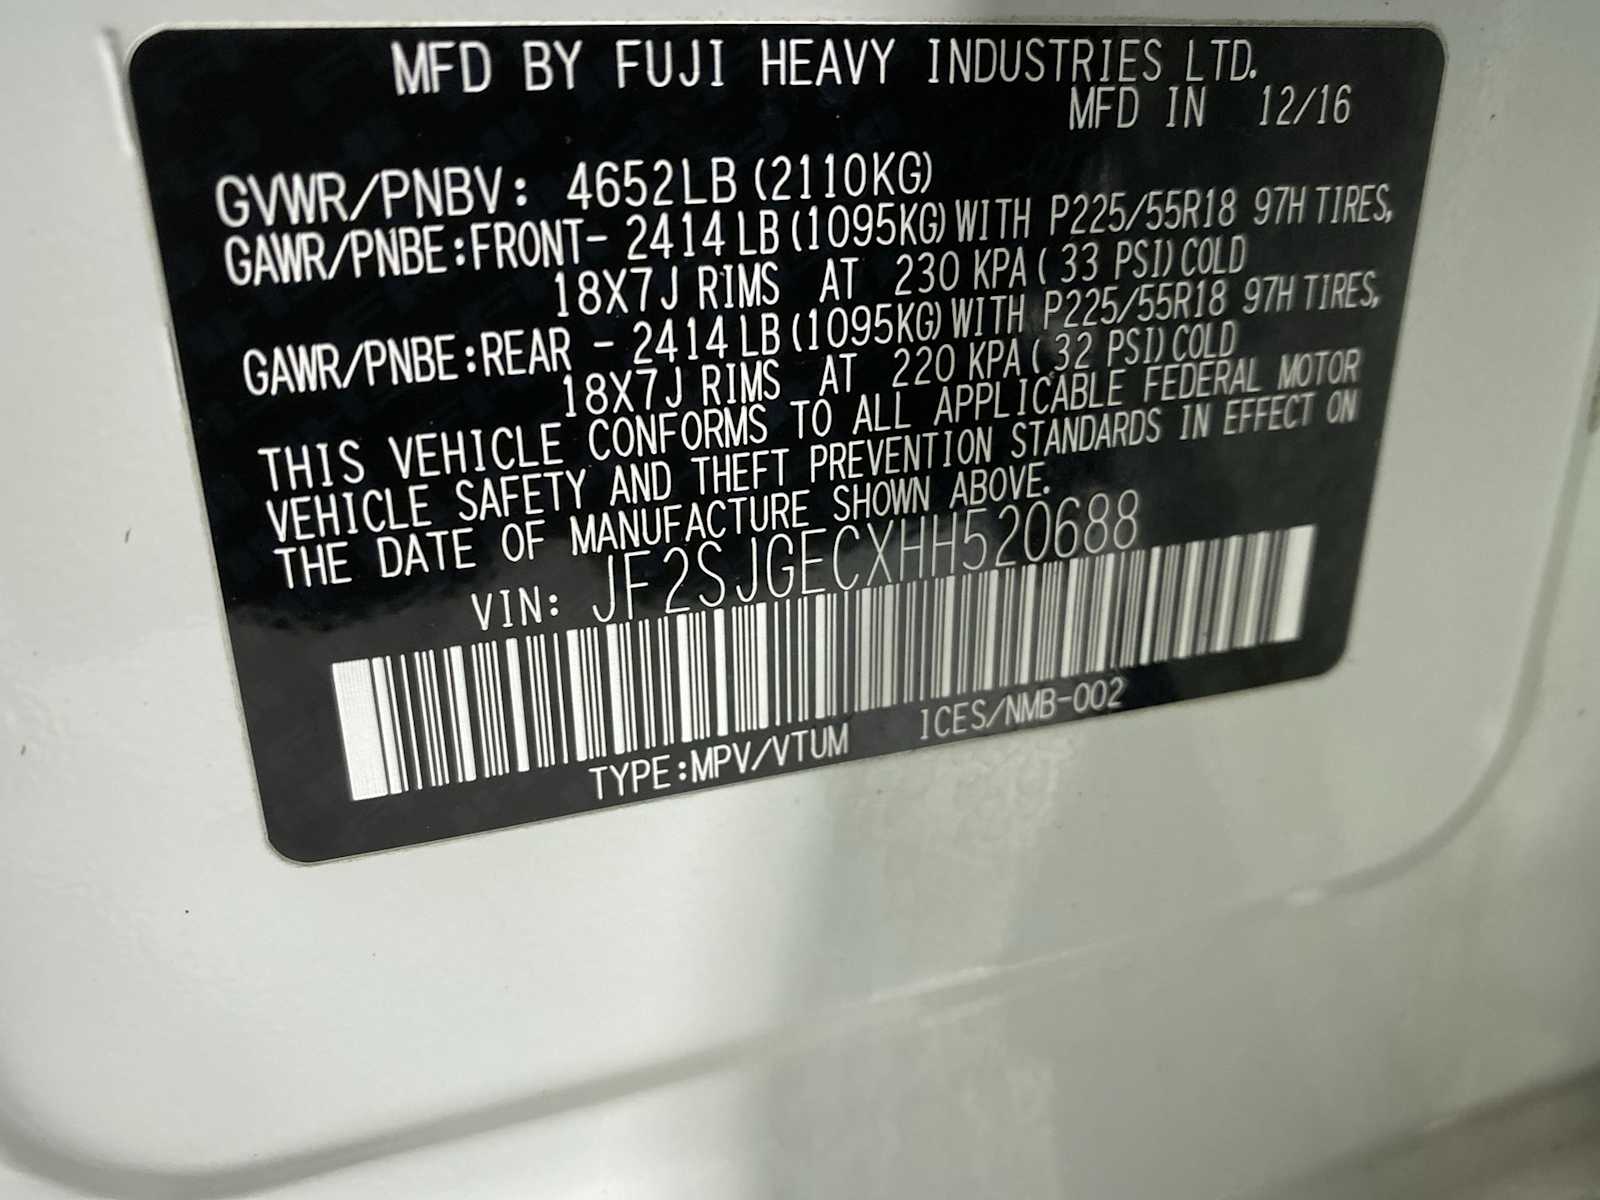 MFD BY FUJI HEAVY INDUSTRIES LTD.
MFD IN 12/16
GVWR/PNBV: 4652LB (2110KG)
GAWR/PNBE:FRONT- 2414 LB (1095KG) WITH P225/55R18 97H TIRES,
18X7J RIMS AT 230 KPA ( 33 PSI) COLD
GAWR/PNBE:REAR - 2414 LB (1095KG) WITH P225/55R18 97H TIRES,
18X7J RIMS AT 220 KPA ( 32 PSI) COLD
THIS VEHICLE CONFORMS TO ALL APPLICABLE FEDERAL MOTOR
VEHICLE SAFETY AND THEFT PREVENTION STANDARDS IN EFFECT ON
THE DATE OF MANUFACTURE SHOWN ABOVE.
VIN: JF2SJGECXHH520688
TYPE:MPV/VTUM ICES/NMB-002